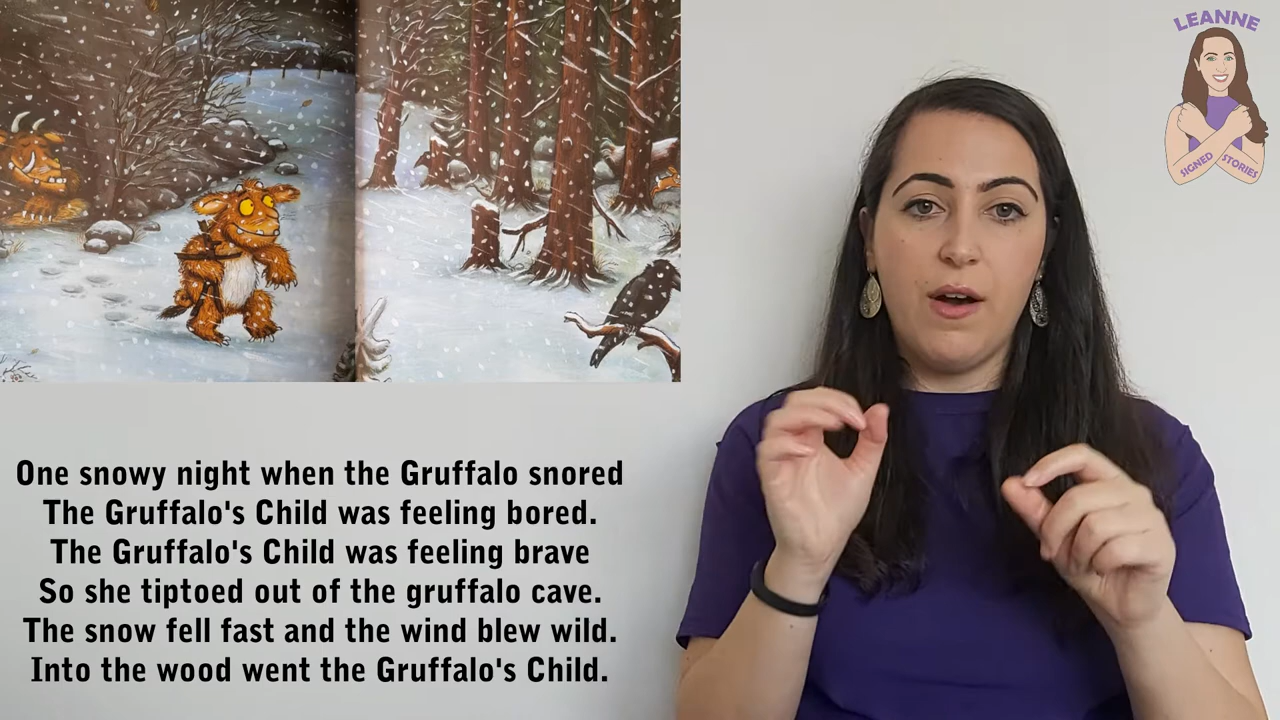 LEANNE
SIGNED STORIES
One snowy night when the Gruffalo snored
The Gruffalo's Child was feeling bored.
The Gruffalo's Child was feeling brave
So she tiptoed out of the gruffalo cave.
The snow fell fast and the wind blew wild.
Into the wood went the Gruffalo's Child.